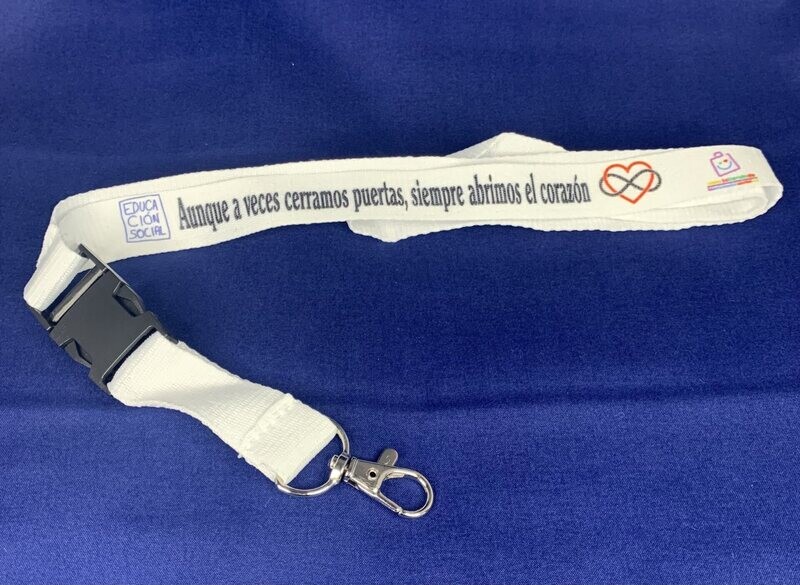 EDUCA
CIÓN
SOCIAL
Aunque a veces cerramos puertas, siempre abrimos el corazón